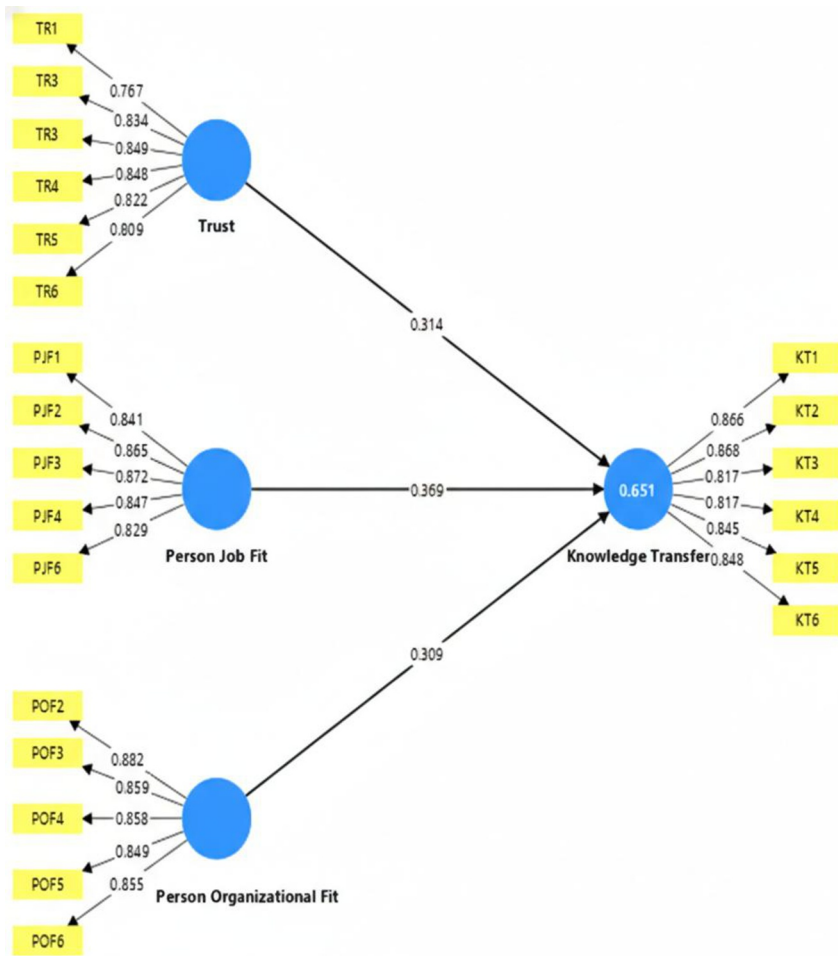 TR1
0.767
TR3
0.834
TR3
0.849
TR4
0.848
TR5
0.822
TR6
0.809
Trust
0.314
PJF1
0.841
PJF2
0.865
PJF3
0.872
PJF4
0.847
PJF6
0.829
Person Job Fit
0.369
POF2
0.882
POF3
0.859
POF4
0.858
POF5
0.849
POF6
0.855
Person Organizational Fit
0.309
0.651
Knowledge Transfer
KT1
0.866
KT2
0.868
KT3
0.817
KT4
0.817
KT5
0.845
KT6
0.848